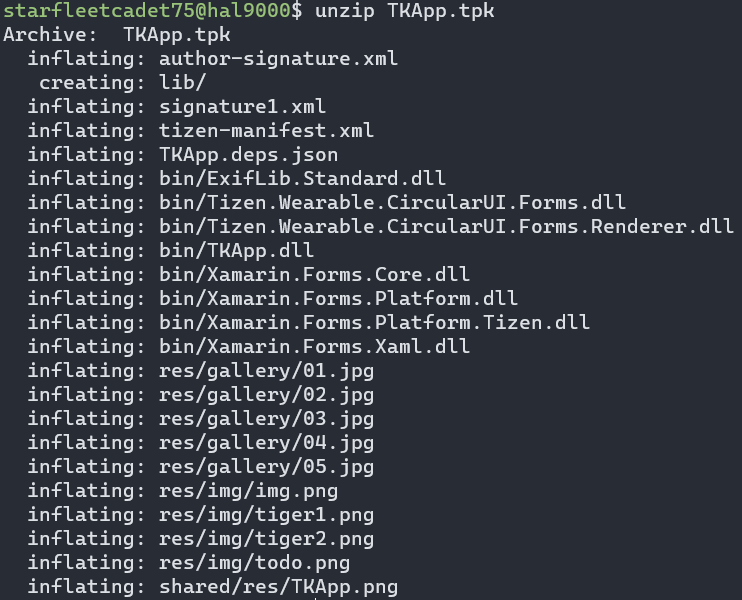 starfleetcadet75@hal9000$ unzip TKApp.tpk
Archive:  TKApp.tpk
  inflating: author-signature.xml
   creating: lib/
  inflating: signature1.xml
  inflating: tizen-manifest.xml
  inflating: TKApp.deps.json
  inflating: bin/ExifLib.Standard.dll
  inflating: bin/Tizen.Wearable.CircularUI.Forms.dll
  inflating: bin/Tizen.Wearable.CircularUI.Forms.Renderer.dll
  inflating: bin/TKApp.dll
  inflating: bin/Xamarin.Forms.Core.dll
  inflating: bin/Xamarin.Forms.Platform.dll
  inflating: bin/Xamarin.Forms.Platform.Tizen.dll
  inflating: bin/Xamarin.Forms.Xaml.dll
  inflating: res/gallery/01.jpg
  inflating: res/gallery/02.jpg
  inflating: res/gallery/03.jpg
  inflating: res/gallery/04.jpg
  inflating: res/gallery/05.jpg
  inflating: res/img/img.png
  inflating: res/img/tiger1.png
  inflating: res/img/tiger2.png
  inflating: res/img/todo.png
  inflating: shared/res/TKApp.png